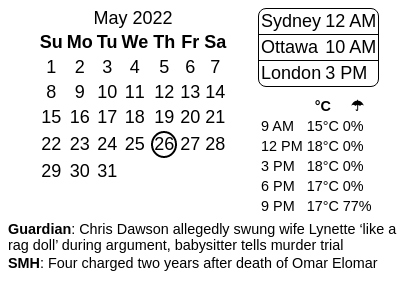 May 2022
Su Mo Tu We Th Fr Sa
1 2 3 4 5 6 7
8 9 10 11 12 13 14
15 16 17 18 19 20 21
22 23 24 25 26 27 28
29 30 31
Sydney 12 AM
Ottawa 10 AM
London 3 PM
°C ☂
9 AM 15°C 0%
12 PM 18°C 0%
3 PM 18°C 0%
6 PM 17°C 0%
9 PM 17°C 77%
Guardian: Chris Dawson allegedly swung wife Lynette ‘like a
rag doll’ during argument, babysitter tells murder trial
SMH: Four charged two years after death of Omar Elomar